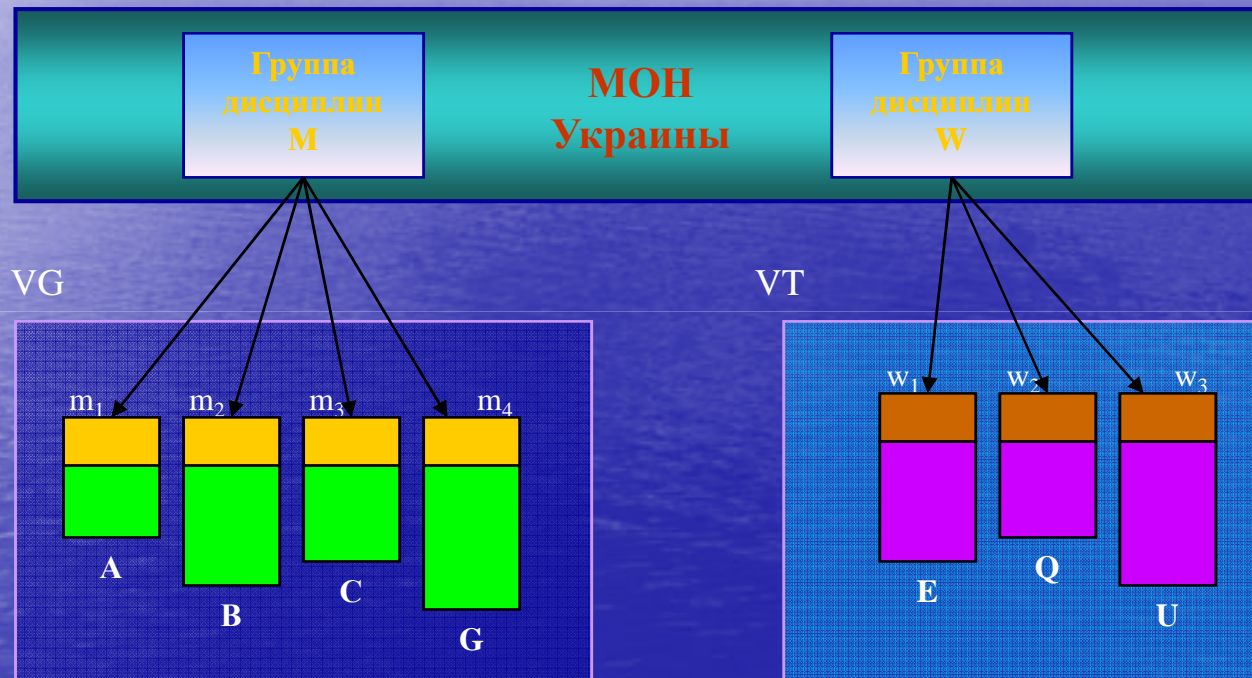 Группа
дисциплин
М
МОН
Украины
Группа
дисциплин
W
VG
VT
m₁ m₂ m₃ m₄
w₁ w₂ w₃
A
B
C
G
E
Q
U